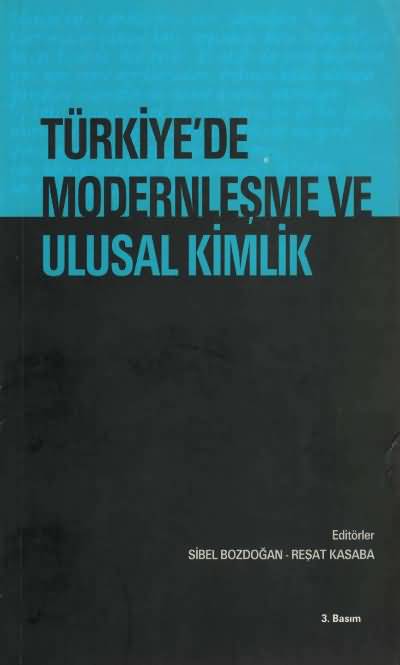 TÜRKİYE'DE
MODERNLEŞME VE
ULUSAL KİMLİK
Editörler
SİBEL BOZDOĞAN - REŞAT KASABA
3. Basım